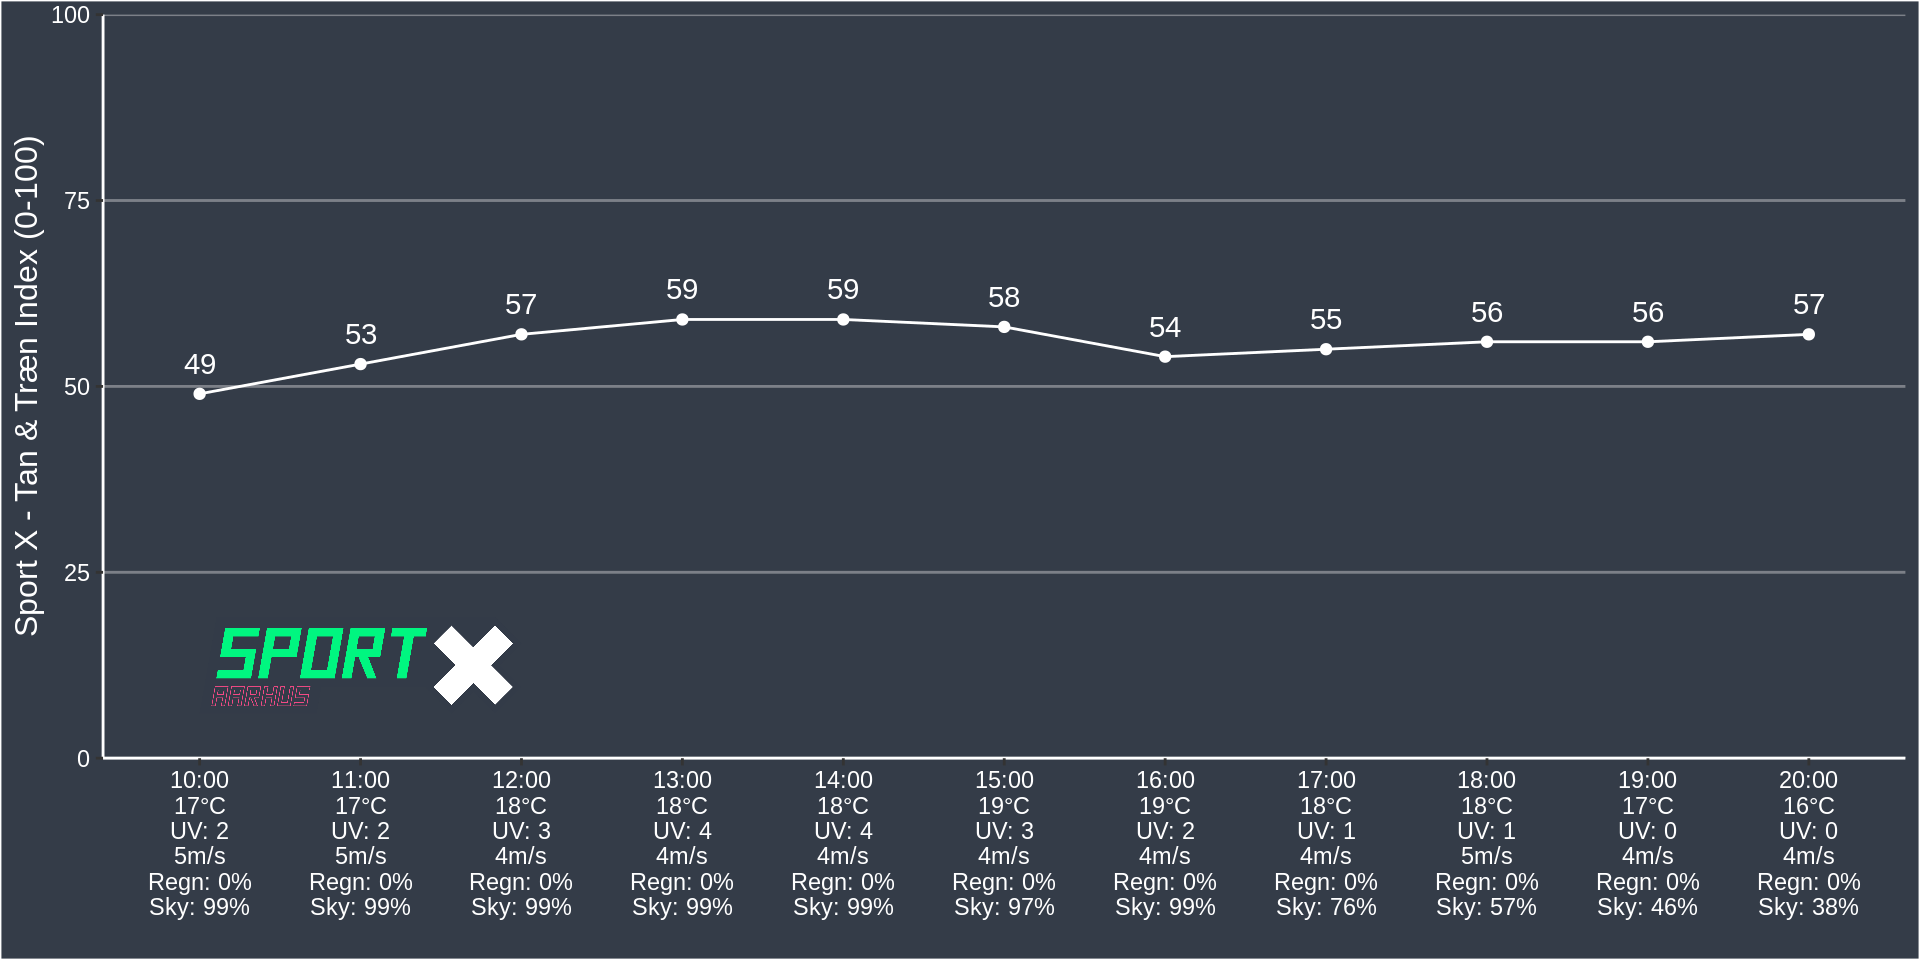 Sport X - Tan & Træn Index (0-100)
100
75
50
25
0
49
53
57
59
59
58
54
55
56
56
57
SPORT X
AARHUS
10:00
17°C
UV: 2
5m/s
Regn: 0%
Sky: 99%
11:00
17°C
UV: 2
5m/s
Regn: 0%
Sky: 99%
12:00
18°C
UV: 3
4m/s
Regn: 0%
Sky: 99%
13:00
18°C
UV: 4
4m/s
Regn: 0%
Sky: 99%
14:00
18°C
UV: 4
4m/s
Regn: 0%
Sky: 99%
15:00
19°C
UV: 3
4m/s
Regn: 0%
Sky: 97%
16:00
19°C
UV: 2
4m/s
Regn: 0%
Sky: 99%
17:00
18°C
UV: 1
4m/s
Regn: 0%
Sky: 76%
18:00
18°C
UV: 1
5m/s
Regn: 0%
Sky: 57%
19:00
17°C
UV: 0
4m/s
Regn: 0%
Sky: 46%
20:00
16°C
UV: 0
4m/s
Regn: 0%
Sky: 38%